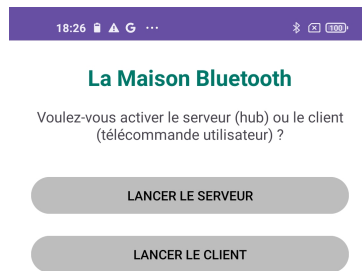 18:26 G ... 100
La Maison Bluetooth
Voulez-vous activer le serveur (hub) ou le client
(télécommande utilisateur) ?
LANCER LE SERVEUR
LANCER LE CLIENT